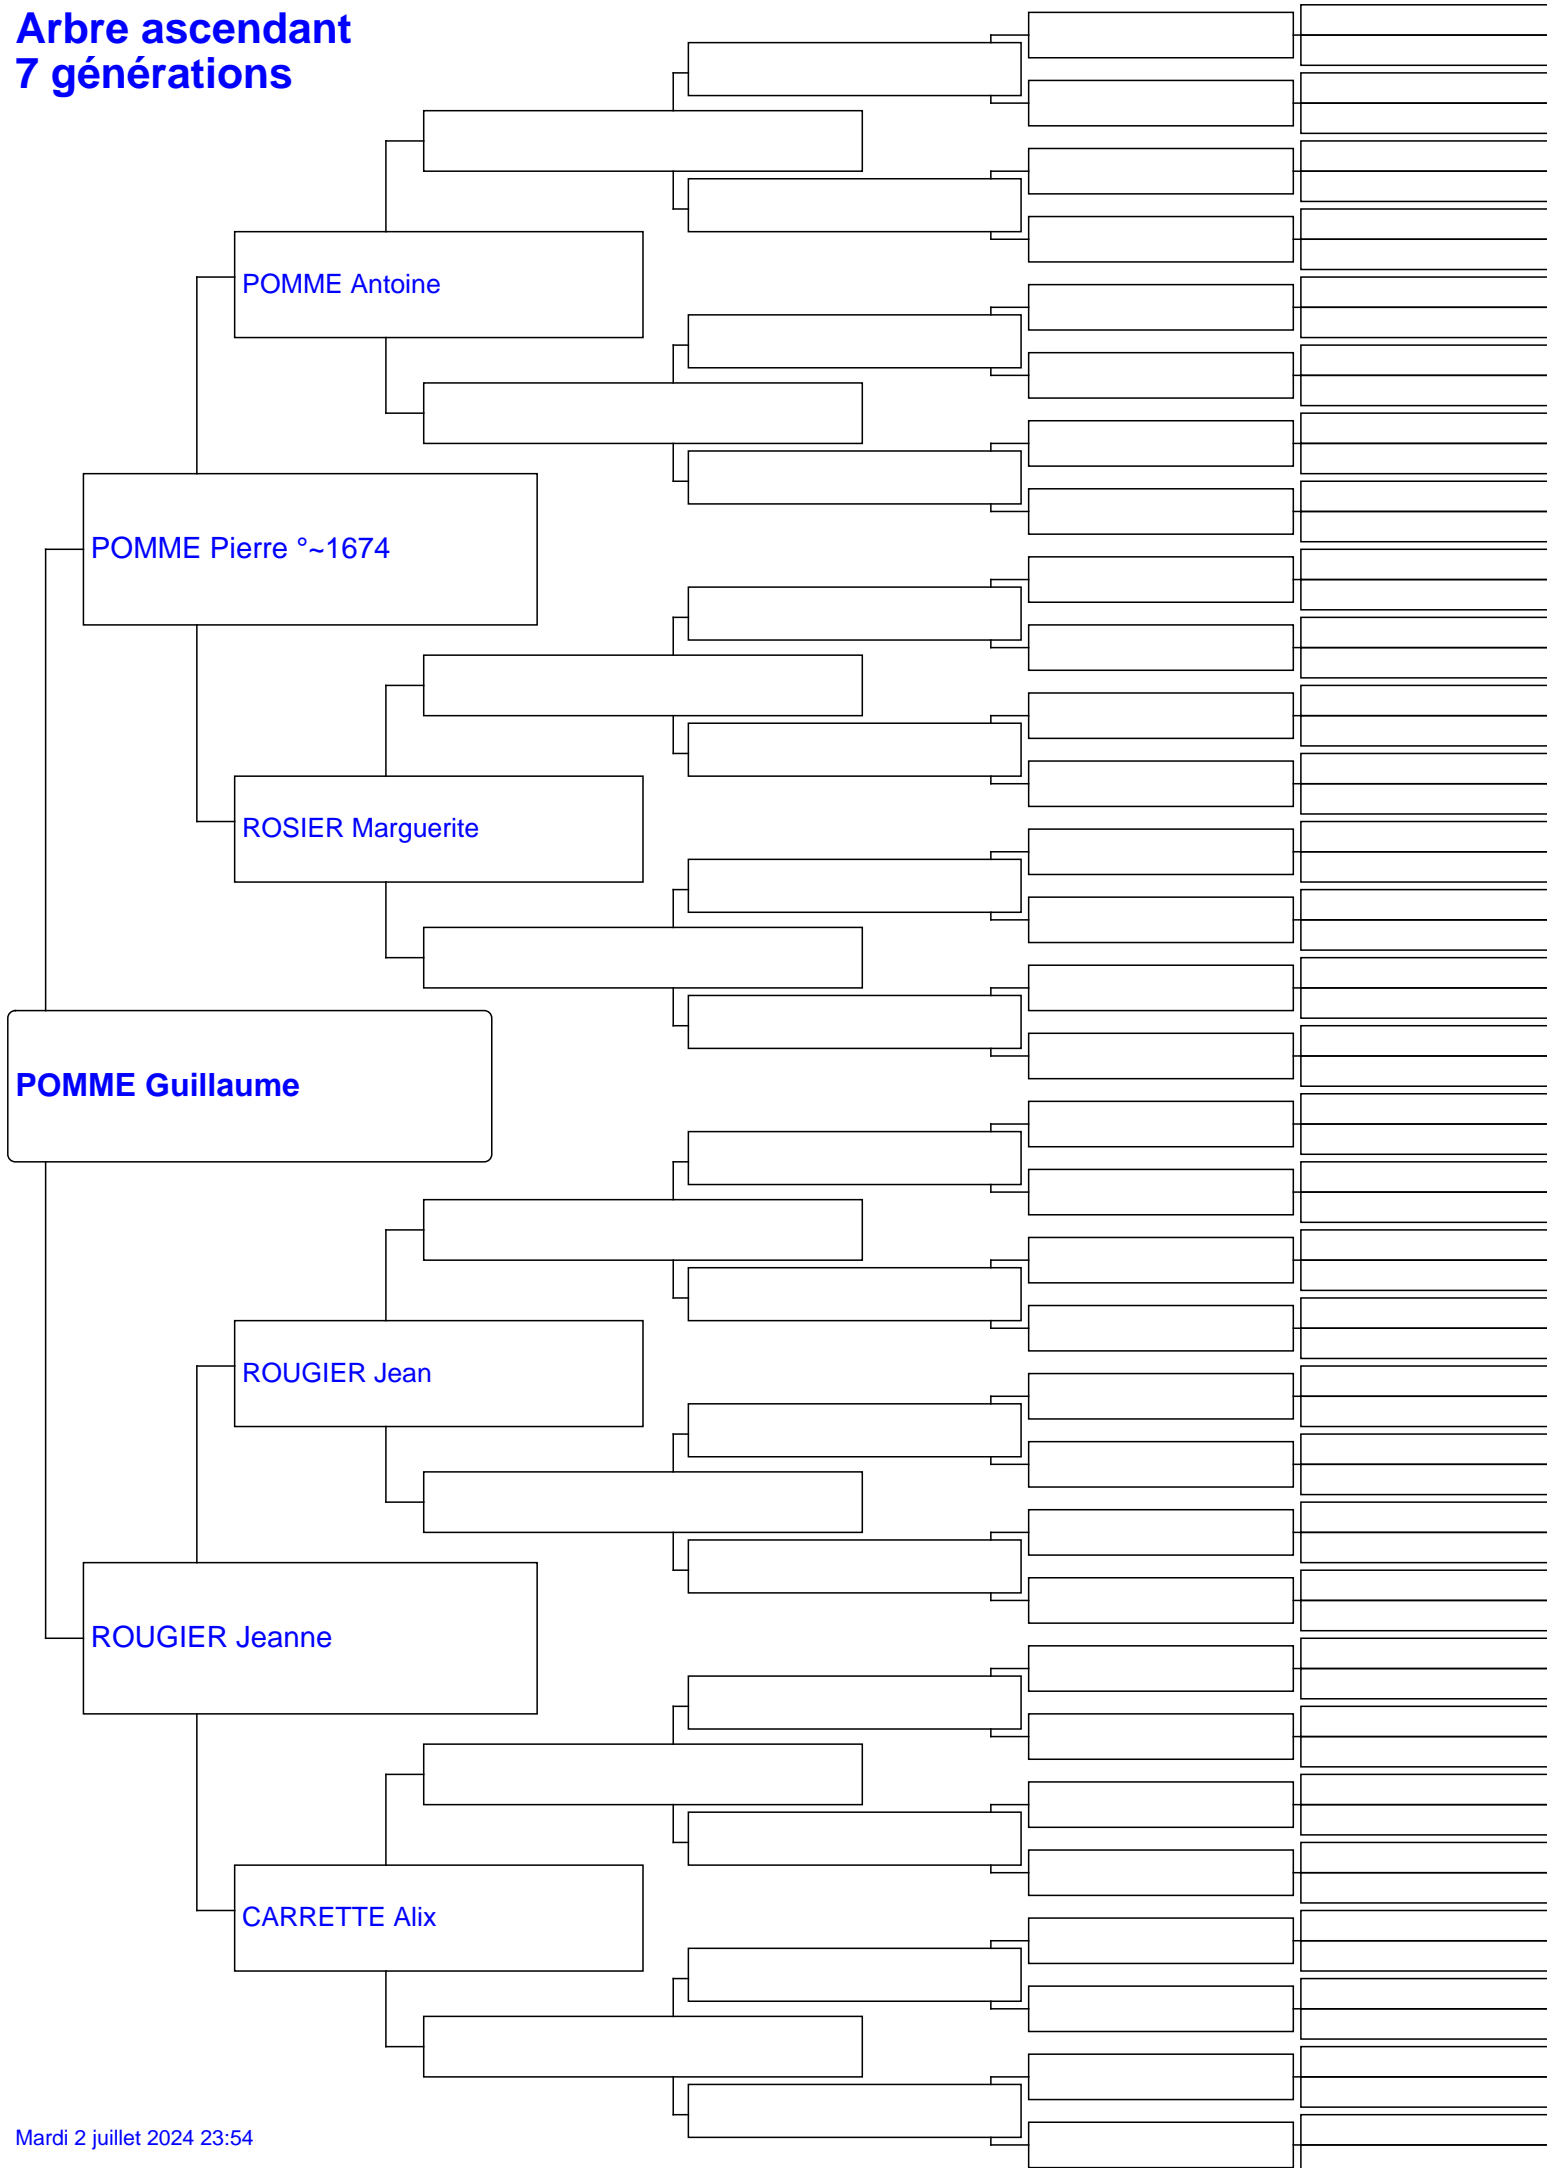 Arbre ascendant
7 générations
POMME Antoine
POMME Pierre °~1674
ROSIER Marguerite
POMME Guillaume
ROUGIER Jean
ROUGIER Jeanne
CARRETTE Alix
Mardi 2 juillet 2024 23:54